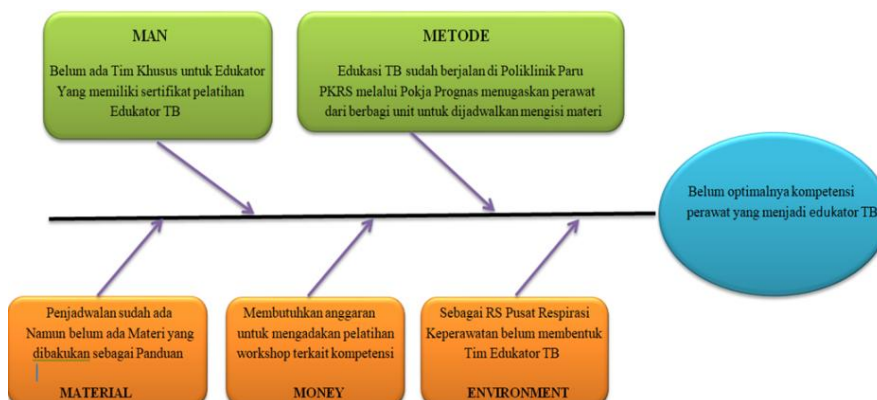 MAN
Belum ada Tim Khusus untuk Edukator
Yang memiliki sertifikat pelatihan
Edukator TB
METODE
Edukasi TB sudah berjalan di Poliklinik Paru
PKRS melalui Pokja Prognas menugaskan perawat
dari berbagi unit untuk dijadwalkan mengisi materi
Belum optimalnya kompetensi
perawat yang menjadi edukator TB
Penjadwalan sudah ada
Namun belum ada Materi yang
dibakukan sebagai Panduan
MATERIAL
Membutuhkan anggaran
untuk mengadakan pelatihan
workshop terkait kompetensi
MONEY
Sebagai RS Pusat Respirasi
Keperawatan belum membentuk
Tim Edukator TB
ENVIRONMENT